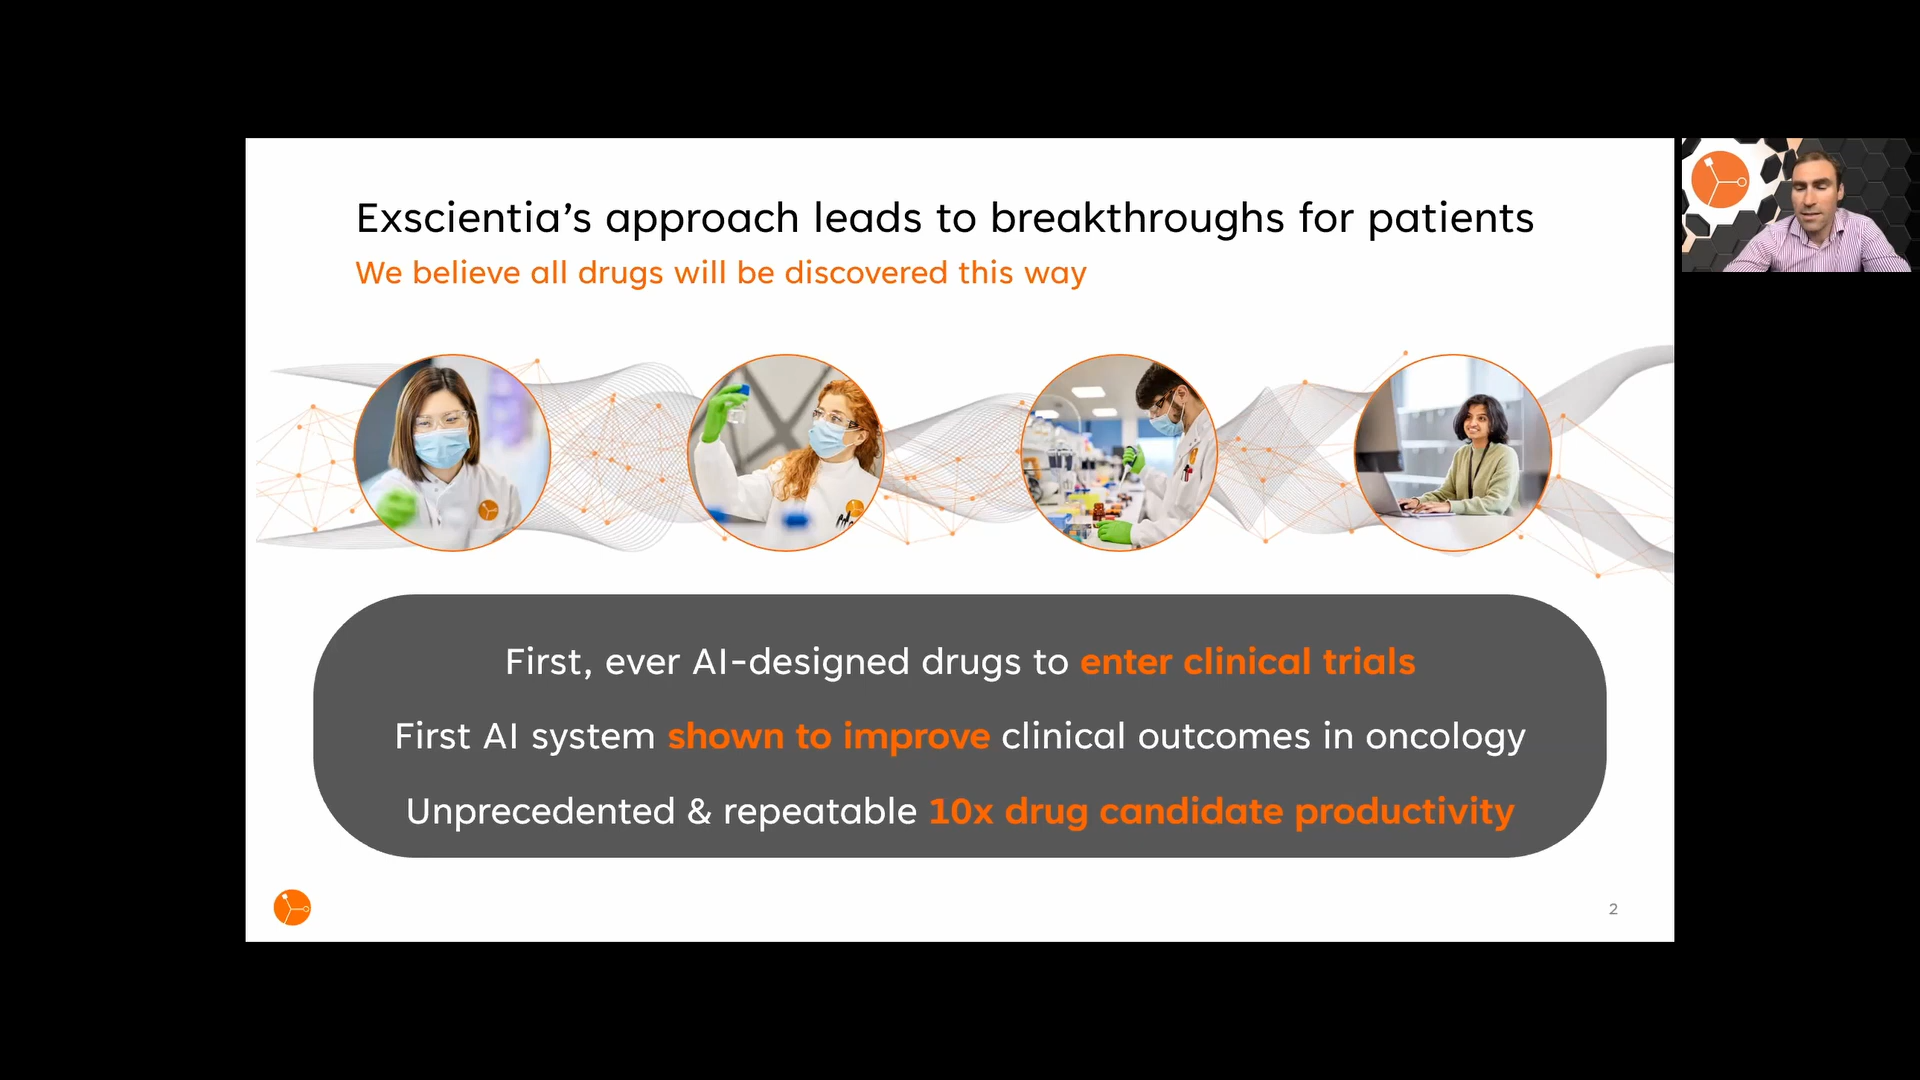 Exscientia’s approach leads to breakthroughs for patients
We believe all drugs will be discovered this way
First, ever AI-designed drugs to enter clinical trials
First AI system shown to improve clinical outcomes in oncology
Unprecedented & repeatable 10x drug candidate productivity
2